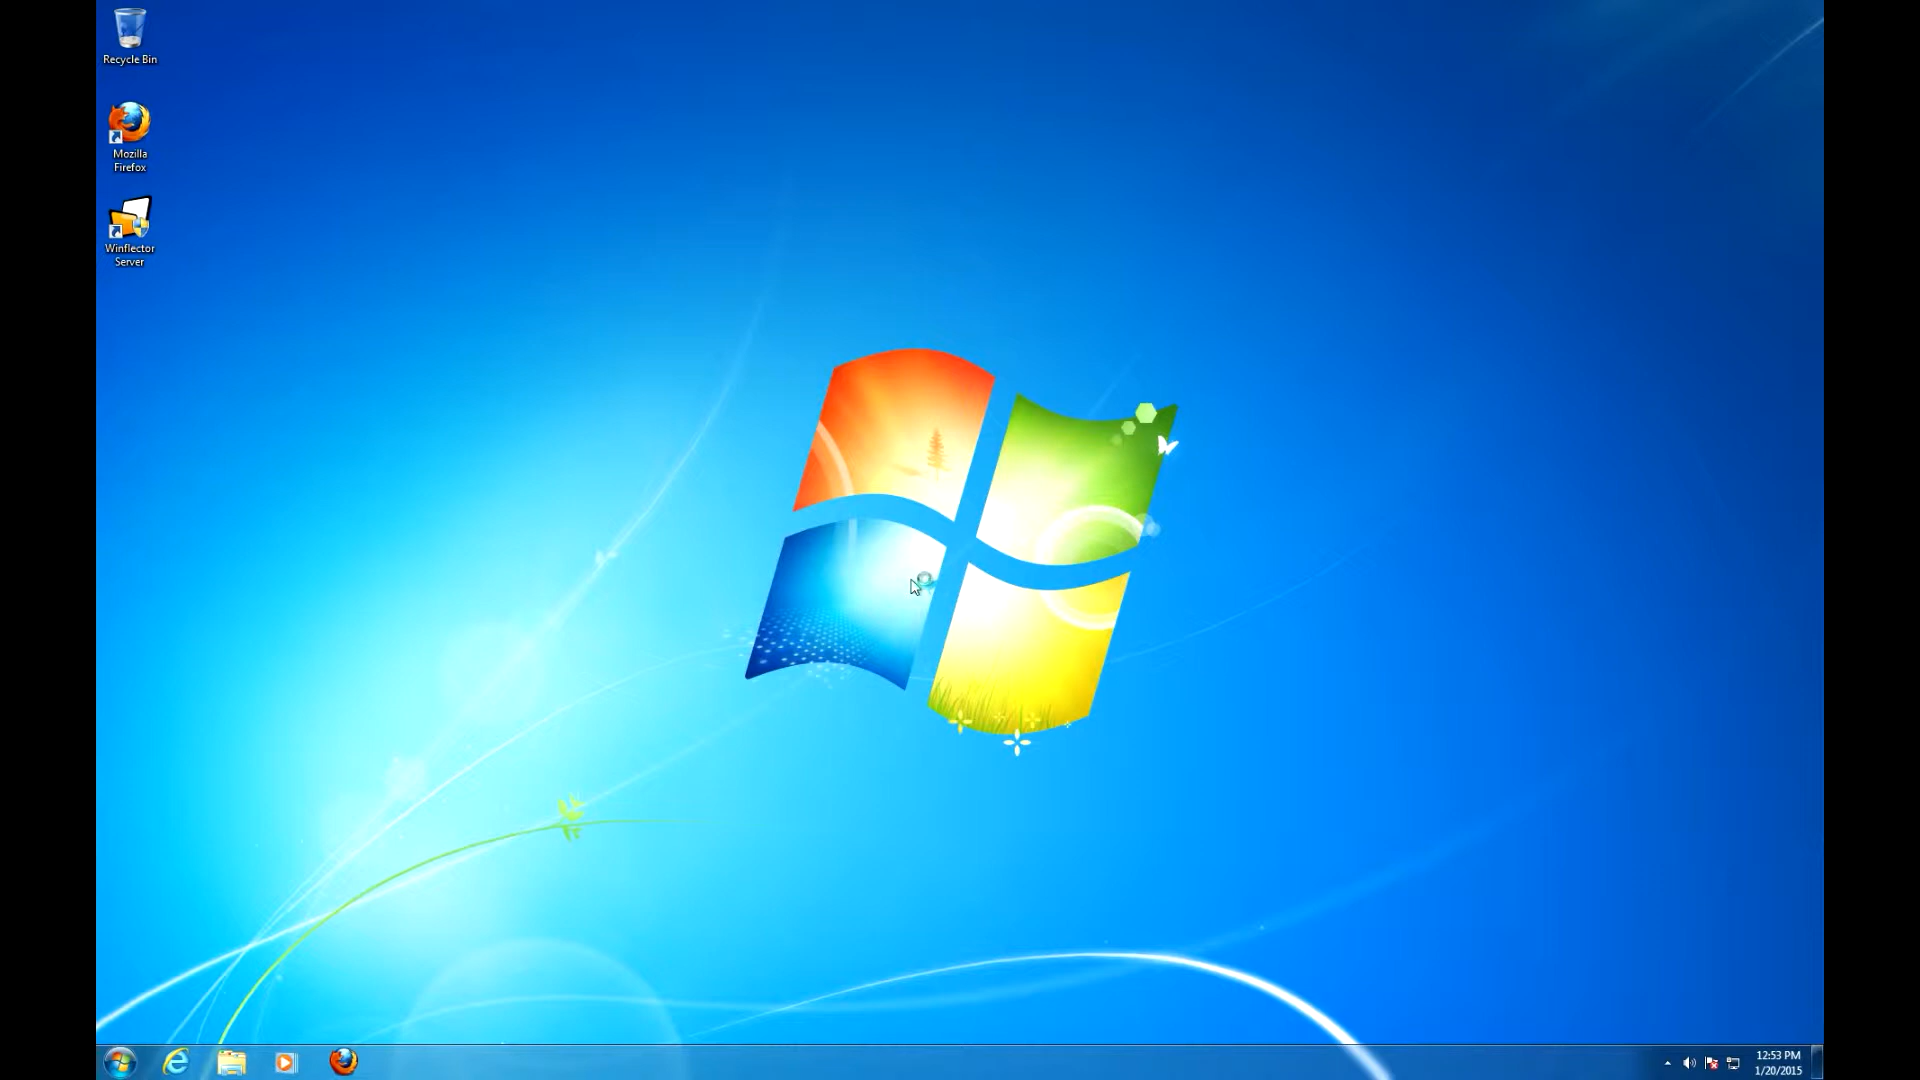 Recycle Bin
Mozilla
Firefox
Winflector
Server
12:53 PM
1/20/2015